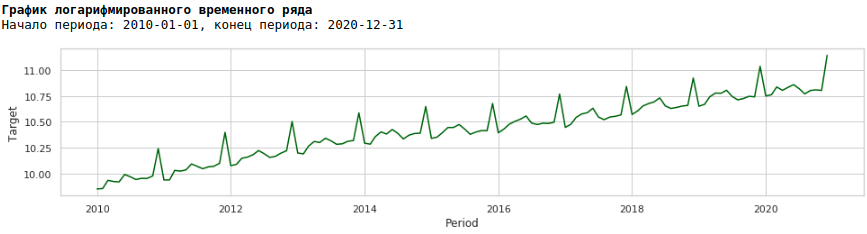 График логарифмированного временного ряда
Начало периода: 2010-01-01, конец периода: 2020-12-31
11.00
10.75
10.50
10.25
10.00
Target
2010 2012 2014 2016 2018 2020
Period